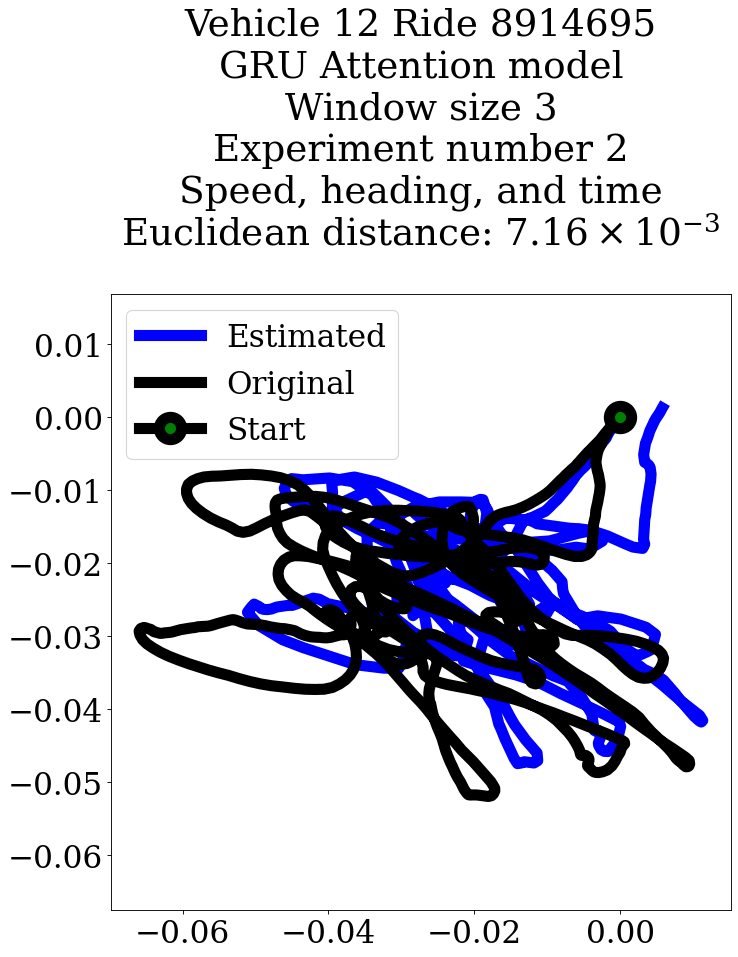 Vehicle 12 Ride 8914695
GRU Attention model
Window size 3
Experiment number 2
Speed, heading, and time
Euclidean distance: 7.16 × 10⁻³
Estimated
Original
Start
0.01
0.00
−0.01
−0.02
−0.03
−0.04
−0.05
−0.06
−0.06 −0.04 −0.02 0.00